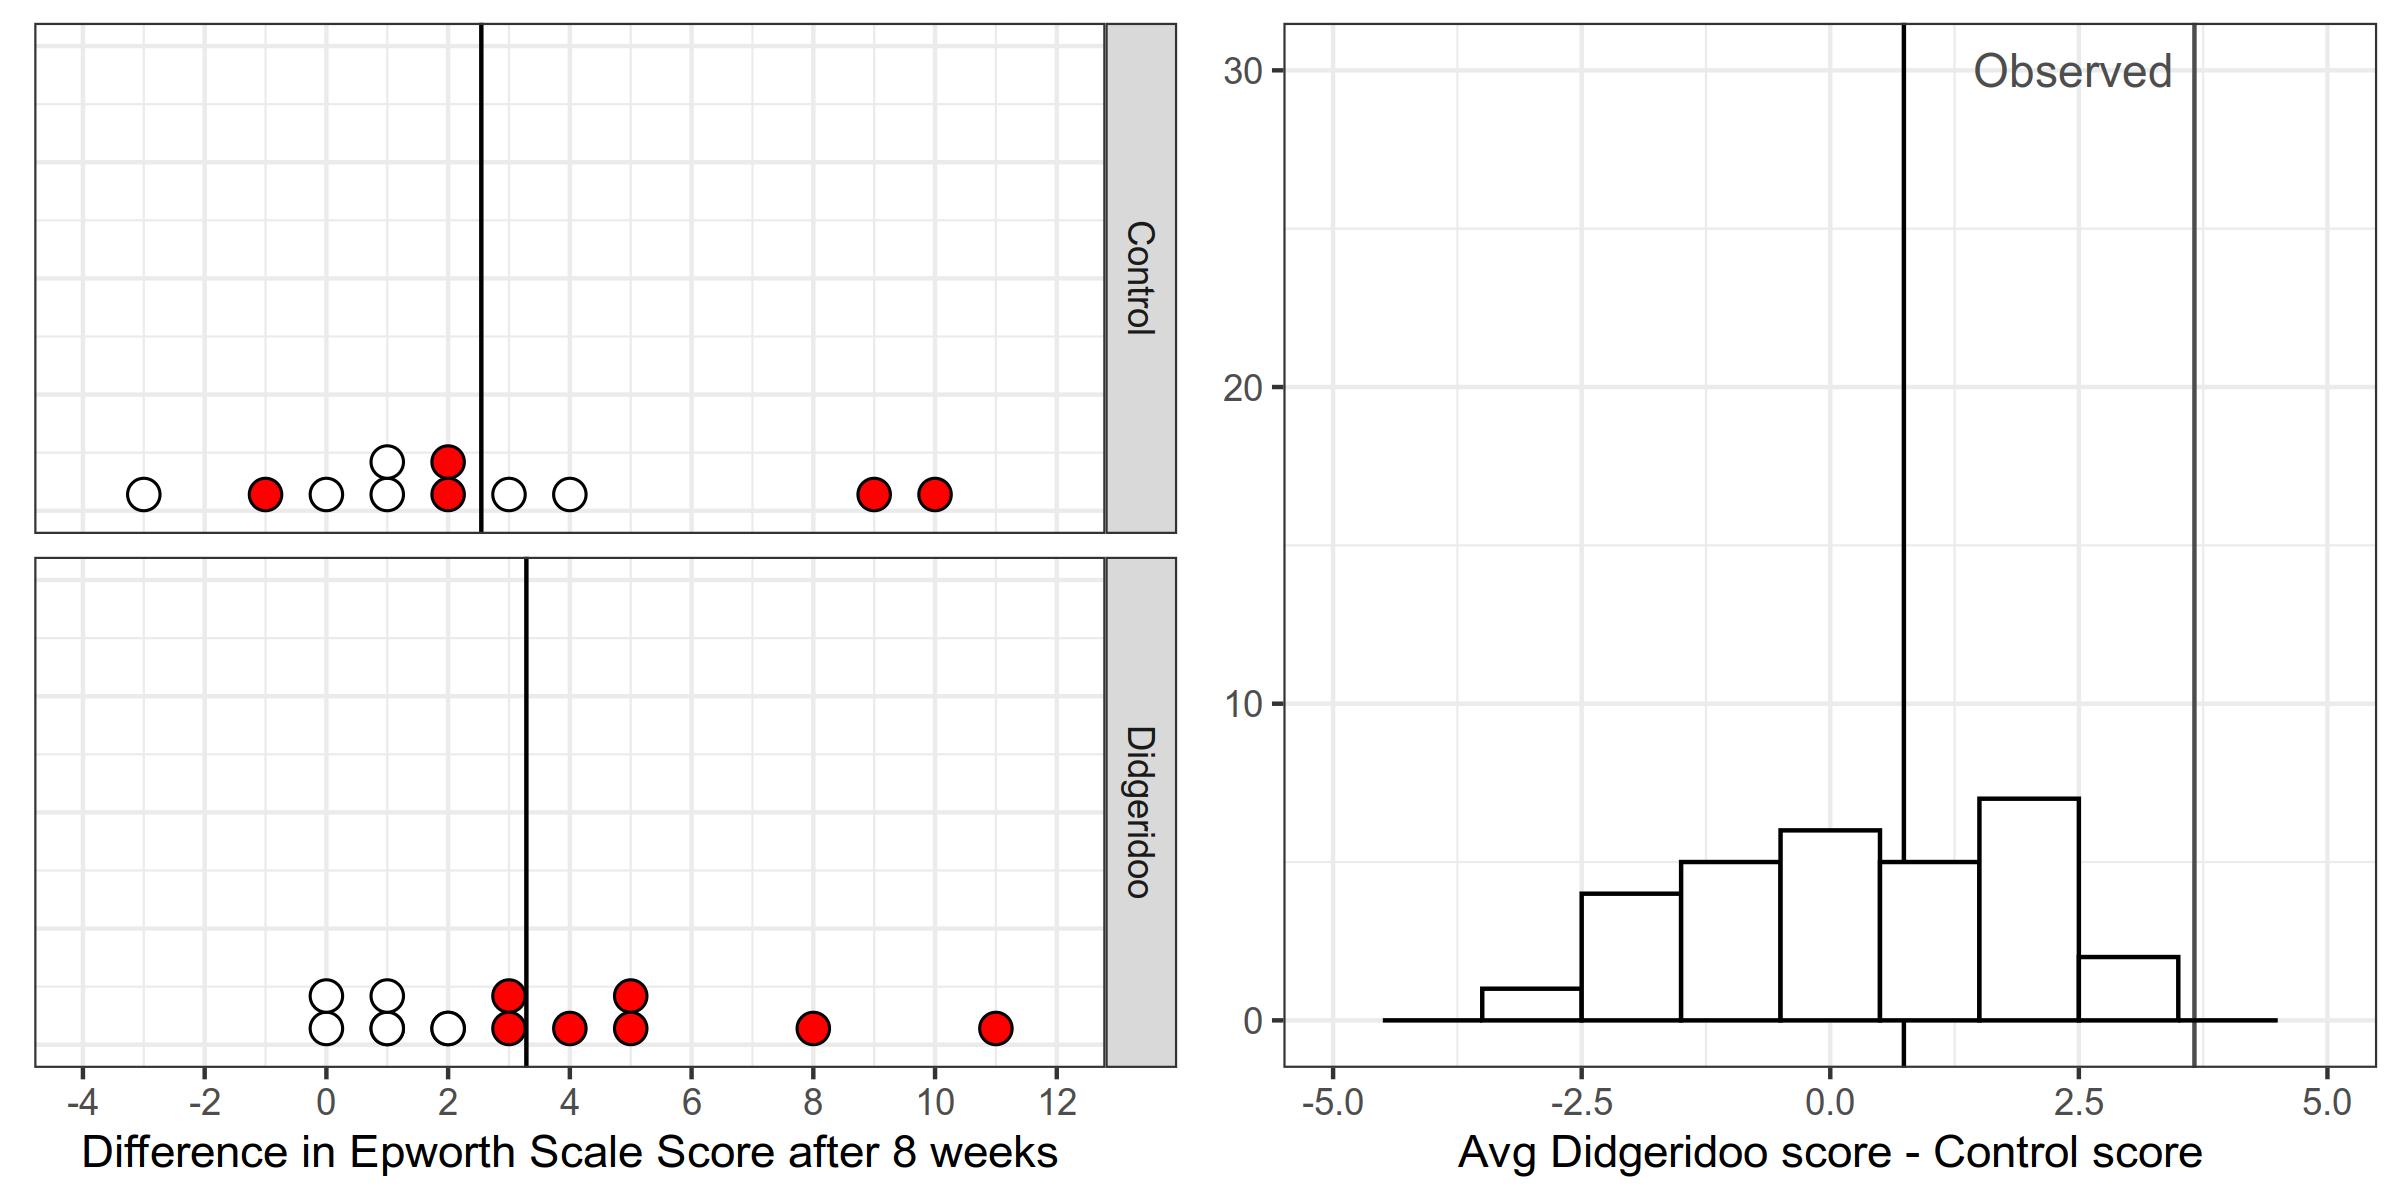 Control
Didgeridoo
-4 -2 0 2 4 6 8 10 12
Difference in Epworth Scale Score after 8 weeks
Observed
30
20
10
0
-5.0 -2.5 0.0 2.5 5.0
Avg Didgeridoo score - Control score